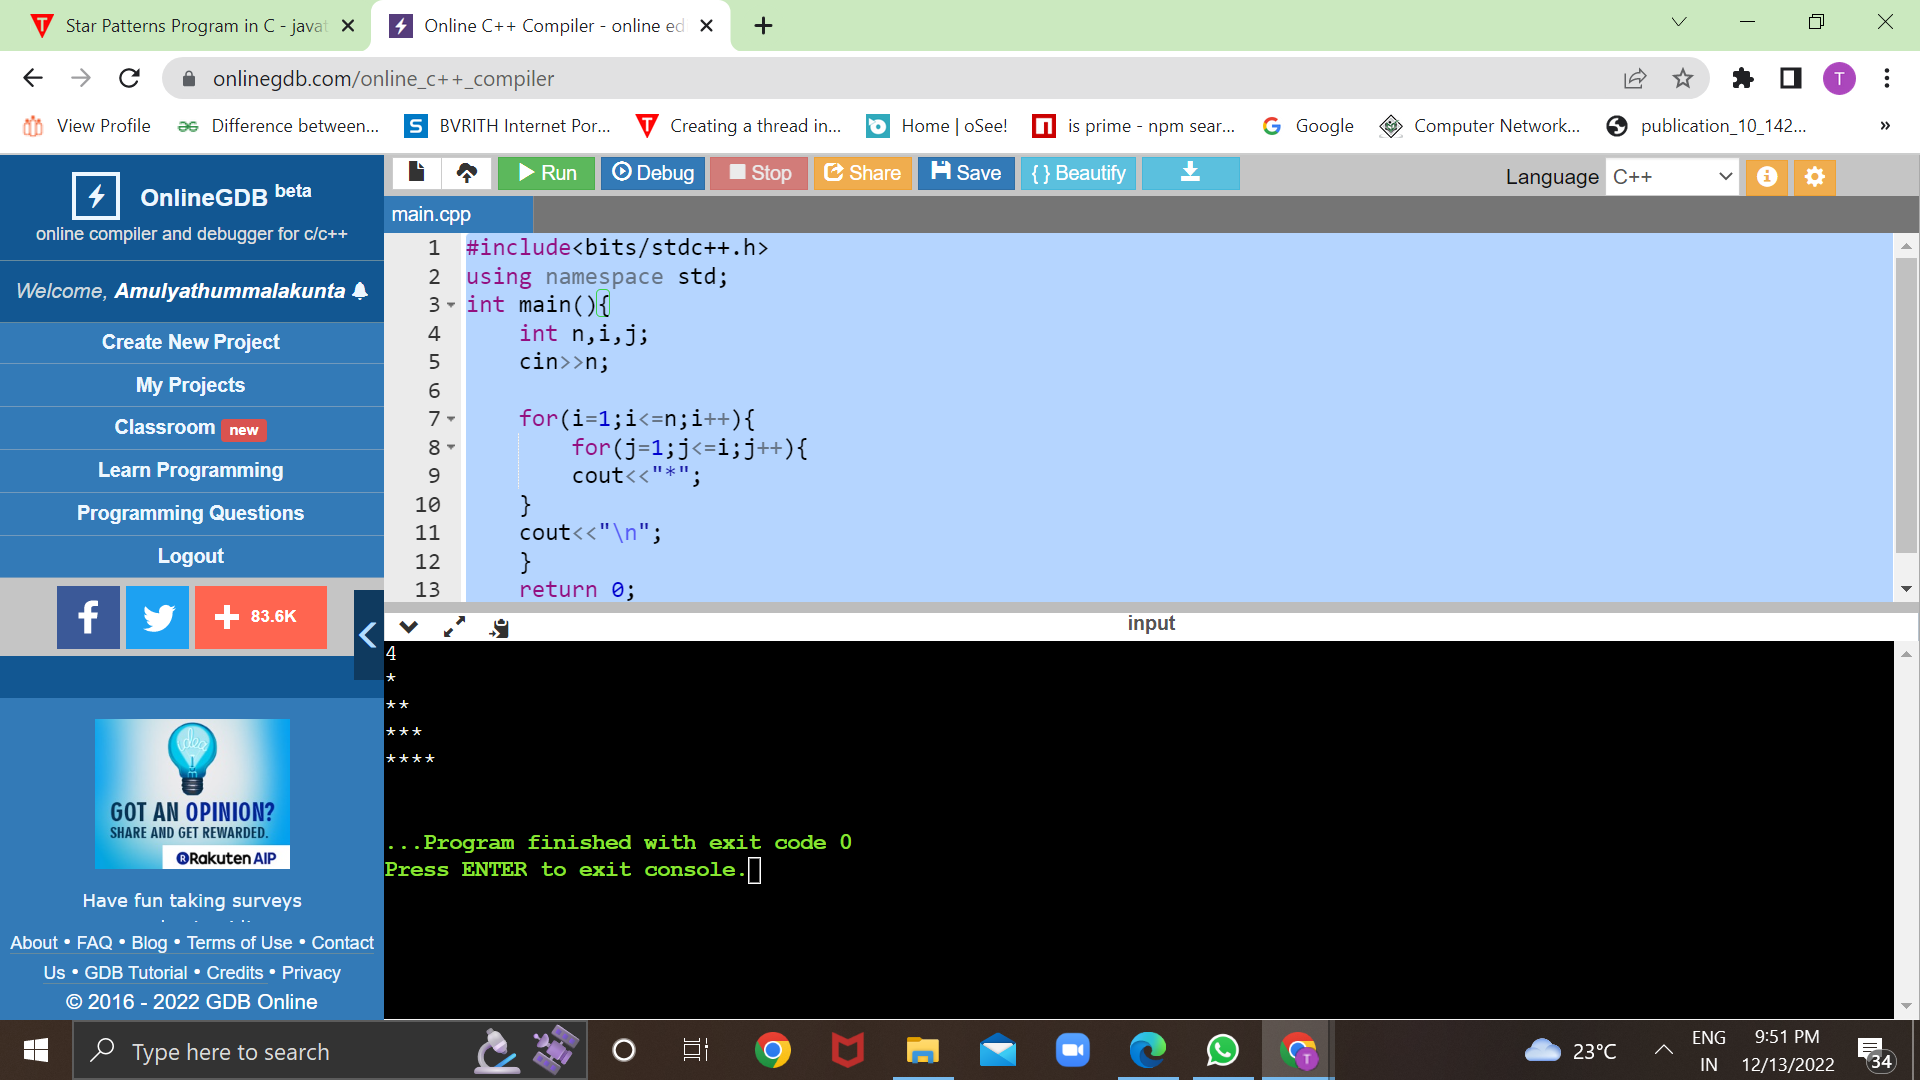 Star Patterns Program in C - javat
Online C++ Compiler - online ed
onlinegdb.com/online_c++_compiler
T
View Profile
Difference between...
BVRITH Internet Por...
Creating a thread in...
Home | oSee!
is prime - npm sear...
Google
Computer Network...
publication_10_142...
»
OnlineGDB beta
online compiler and debugger for c/c++
Welcome, Amulyathummalakunta
Create New Project
My Projects
Classroom new
Learn Programming
Programming Questions
Logout
83.6K
idea
GOT AN OPINION?
SHARE AND GET REWARDED.
Rakuten AIP
Have fun taking surveys
About • FAQ • Blog • Terms of Use • Contact
Us • GDB Tutorial • Credits • Privacy
© 2016 - 2022 GDB Online
Run
Debug
Stop
Share
Save
{ } Beautify
Language C++
main.cpp
1 #include<bits/stdc++.h>
2 using namespace std;
3 int main(){
4 int n,i,j;
5 cin>>n;
6
7 for(i=1;i<=n;i++){
8 for(j=1;j<=i;j++){
9 cout<<"*";
10 }
11 cout<<"\n";
12 }
13 return 0;
input
4
*
**
***
****
...Program finished with exit code 0
Press ENTER to exit console.
Type here to search
T
23°C
ENG
IN
9:51 PM
12/13/2022
34